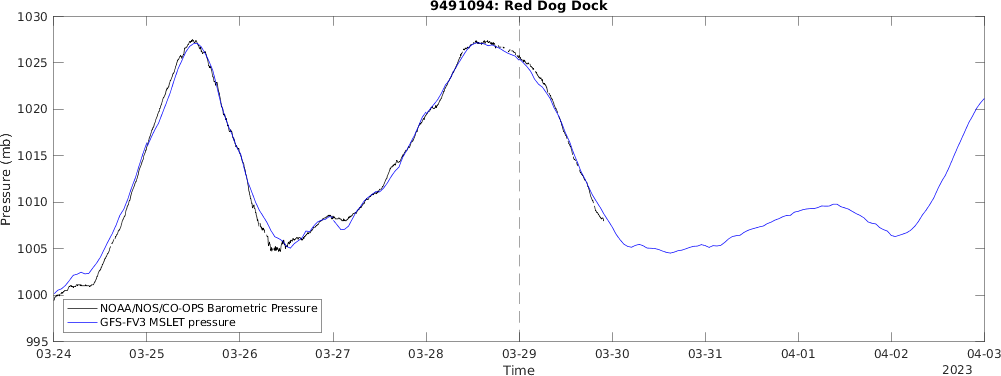 9491094: Red Dog Dock
1030
1025
1020
1015
1010
1005
1000
995
Pressure (mb)
NOAA/NOS/CO-OPS Barometric Pressure
GFS-FV3 MSLET pressure
03-24 03-25 03-26 03-27 03-28 03-29 03-30 03-31 04-01 04-02 04-03
Time
2023